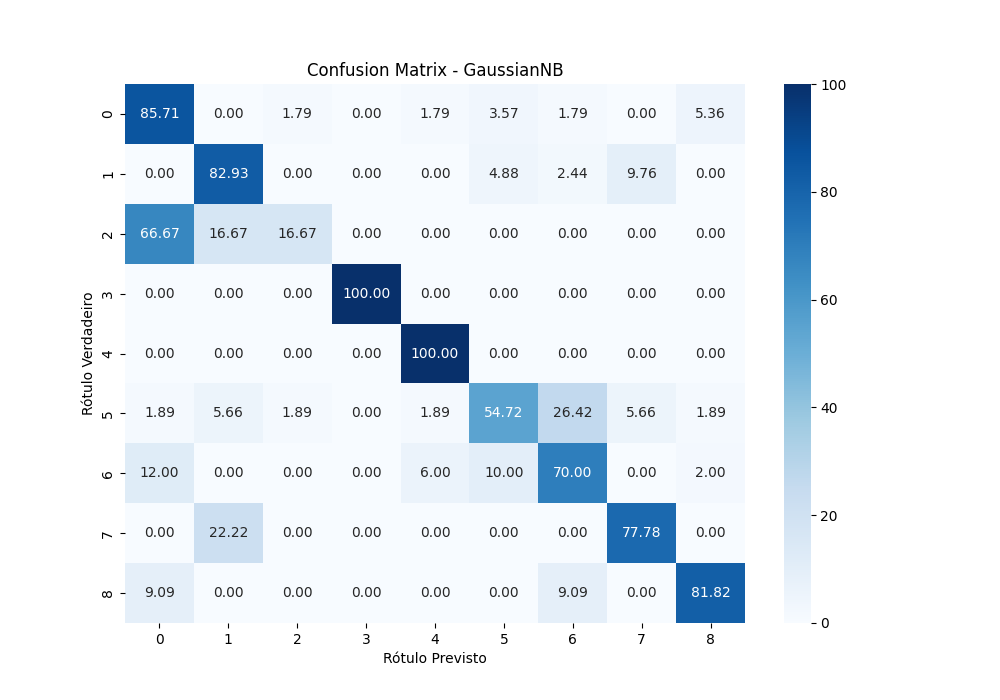 Confusion Matrix - GaussianNB
Rótulo Verdadeiro
0 85.71 0.00 1.79 0.00 1.79 3.57 1.79 0.00 5.36
1 0.00 82.93 0.00 0.00 0.00 4.88 2.44 9.76 0.00
2 66.67 16.67 16.67 0.00 0.00 0.00 0.00 0.00 0.00
3 0.00 0.00 0.00 100.00 0.00 0.00 0.00 0.00 0.00
4 0.00 0.00 0.00 0.00 100.00 0.00 0.00 0.00 0.00
5 1.89 5.66 1.89 0.00 1.89 54.72 26.42 5.66 1.89
6 12.00 0.00 0.00 0.00 6.00 10.00 70.00 0.00 2.00
7 0.00 22.22 0.00 0.00 0.00 0.00 0.00 77.78 0.00
8 9.09 0.00 0.00 0.00 0.00 0.00 9.09 0.00 81.82
0 1 2 3 4 5 6 7 8
Rótulo Previsto
100
80
60
40
20
0